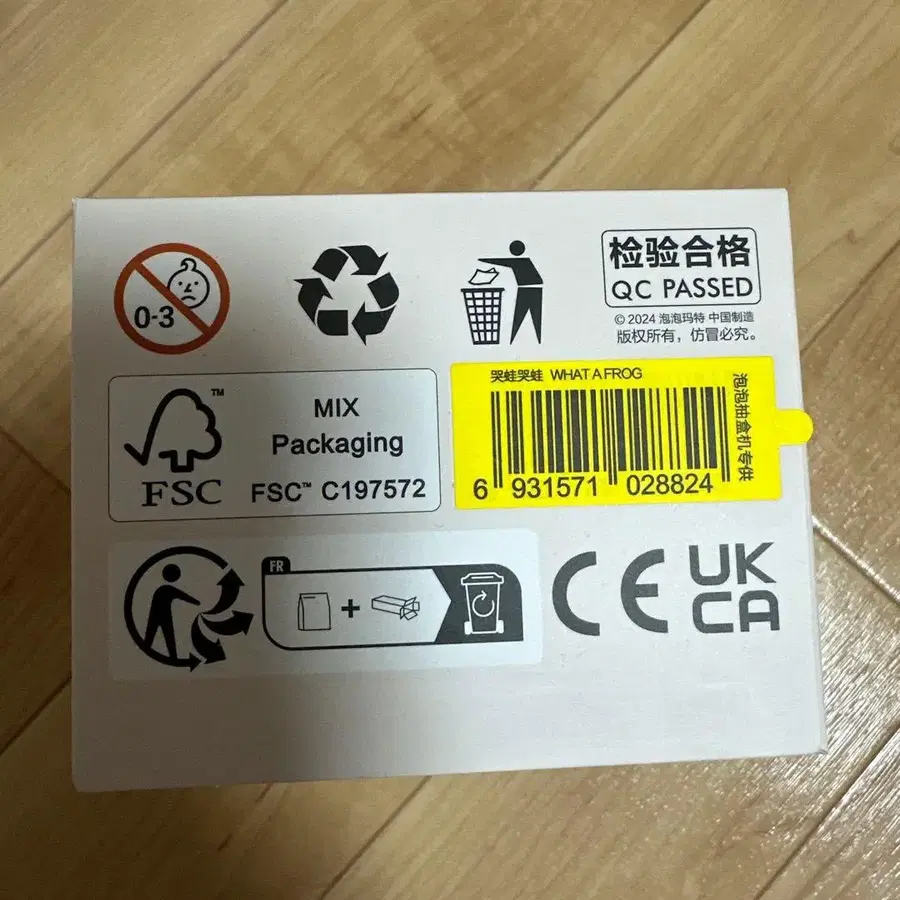 0-3
检验合格
QC PASSED
© 2024 泡泡玛特 中国制造
版权所有，仿冒必究。
FSC™
MIX
Packaging
FSC™ C197572
哭蛙哭蛙 WHAT A FROG
泡泡抽盒机专供
6 931571 028824
FR
CE
UK
CA